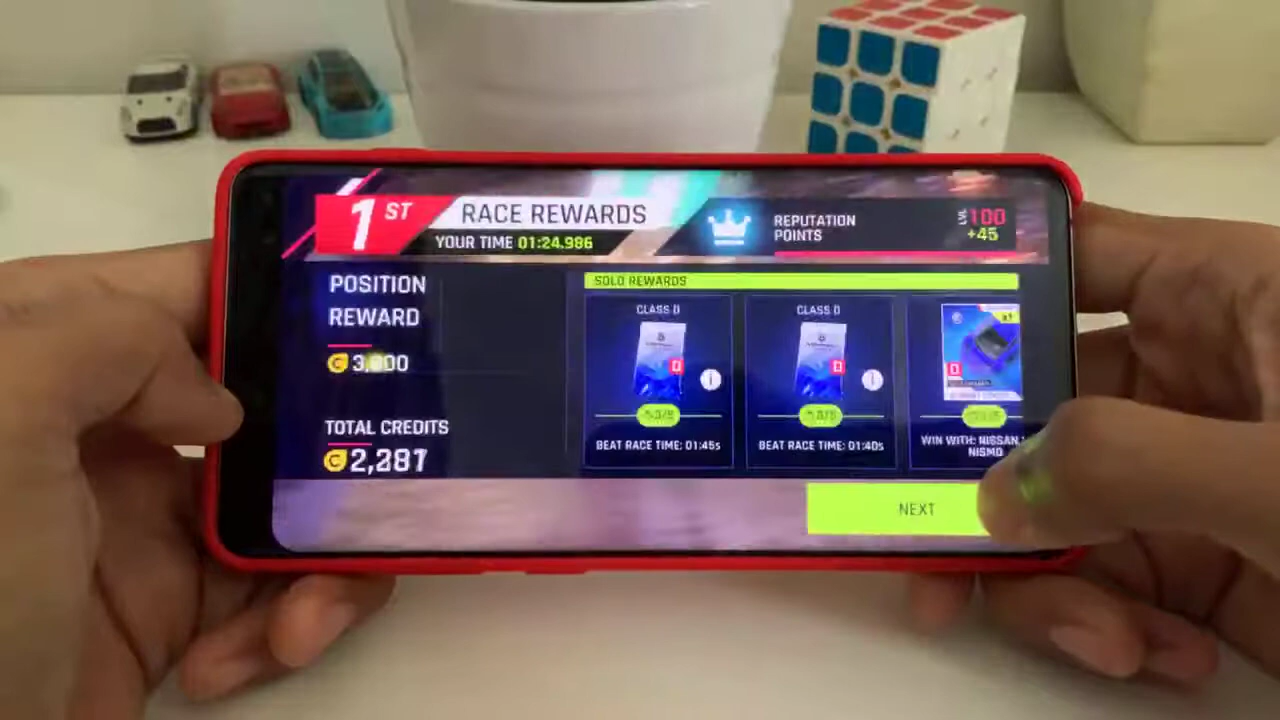 1ST
RACE REWARDS
YOUR TIME 01:24.986
REPUTATION
POINTS
LVL 100
+45
POSITION
REWARD
TOTAL CREDITS
2,287
SOLO REWARDS
CLASS D
D
BEAT RACE TIME: 01:45s
CLASS D
D
BEAT RACE TIME: 01:40s
D
WIN WITH: NISSAN
NISMO
NEXT